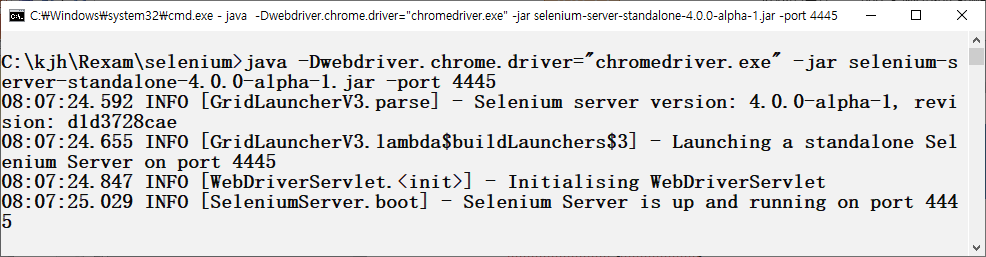 C:₩Windows₩system32₩cmd.exe - java  -Dwebdriver.chrome.driver="chromedriver.exe" -jar selenium-server-standalone-4.0.0-alpha-1.jar -port 4445
C:₩kjh₩Rexam₩selenium>java -Dwebdriver.chrome.driver="chromedriver.exe" -jar selenium-s
erver-standalone-4.0.0-alpha-1.jar -port 4445
08:07:24.592 INFO [GridLauncherV3.parse] - Selenium server version: 4.0.0-alpha-1, revi
sion: d1d3728cae
08:07:24.655 INFO [GridLauncherV3.lambda$buildLaunchers$3] - Launching a standalone Sel
enium Server on port 4445
08:07:24.847 INFO [WebDriverServlet.<init>] - Initialising WebDriverServlet
08:07:25.029 INFO [SeleniumServer.boot] - Selenium Server is up and running on port 444
5